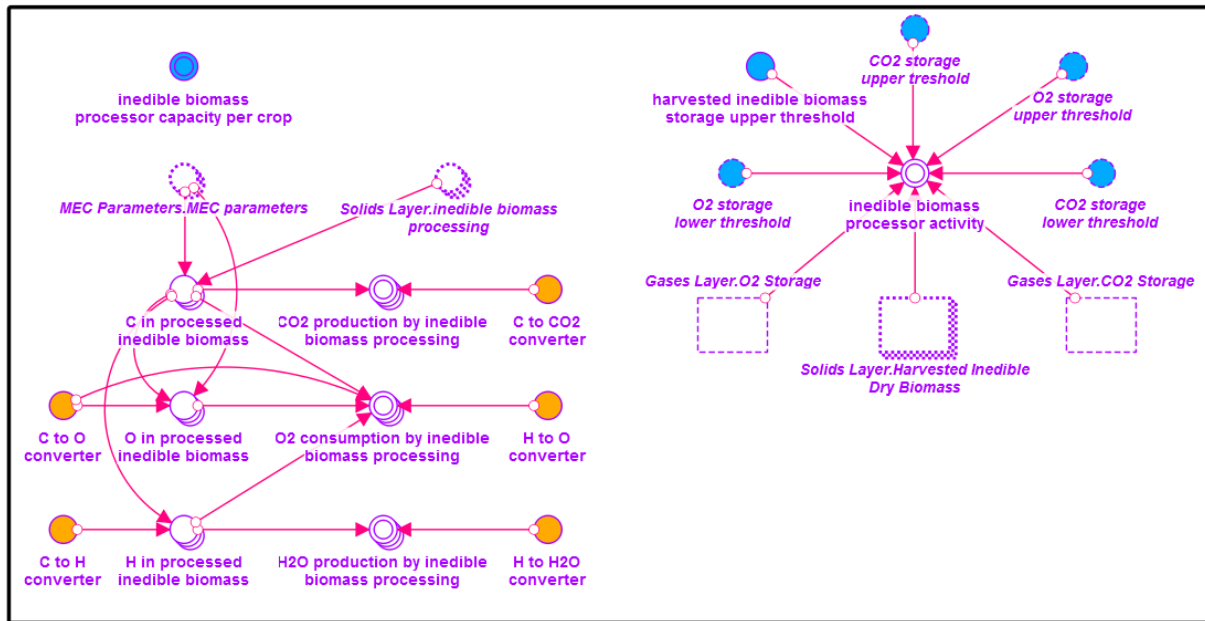 inedible biomass
processor capacity per crop
MEC Parameters.MEC parameters
Solids Layer.inedible biomass
processing
C in processed
inedible biomass
CO2 production by inedible
biomass processing
C to CO2
converter
C to O
converter
O in processed
inedible biomass
O2 consumption by inedible
biomass processing
H to O
converter
C to H
converter
H in processed
inedible biomass
H2O production by inedible
biomass processing
H to H2O
converter
CO2 storage
upper treshold
harvested inedible biomass
storage upper threshold
O2 storage
upper threshold
O2 storage
lower threshold
inedible biomass
processor activity
CO2 storage
lower threshold
Gases Layer.O2 Storage
Gases Layer.CO2 Storage
Solids Layer.Harvested Inedible
Dry Biomass